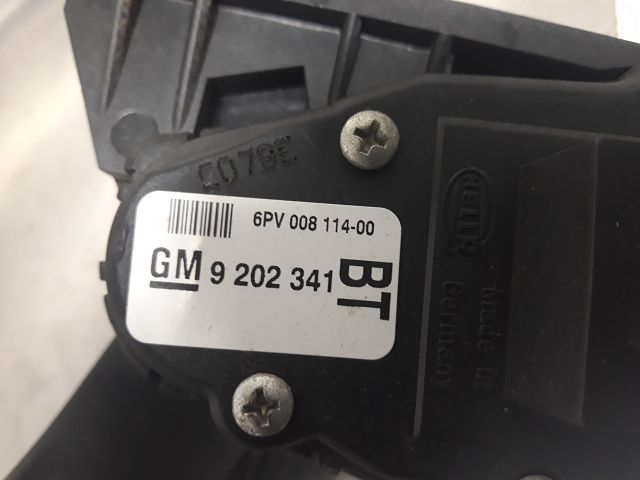 C079E
6PV 008 114-00
GM 9 202 341
BT
HELLA
Made in
Germany